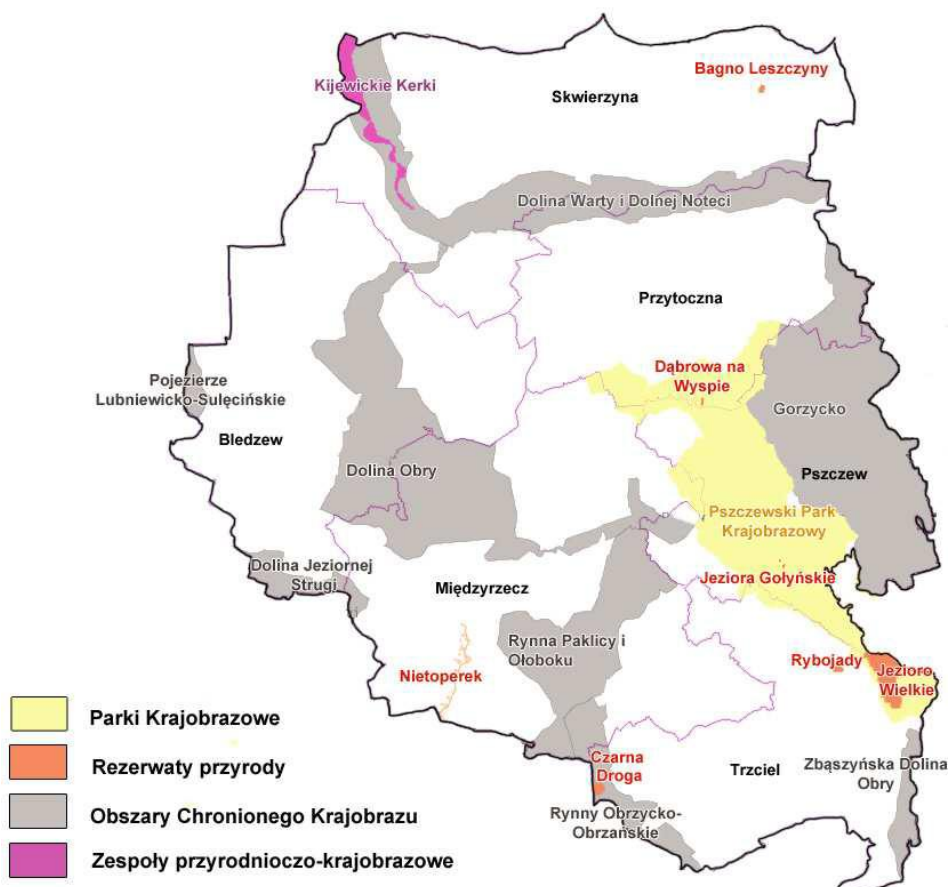 Bagno Leszczyny
Kijewickie Kerki
Skwierzyna
Dolina Warty i Dolnej Noteci
Przytoczna
Dąbrowa na
Wyspie
Pojezierze
Lubniewicko-Sulęcińskie
Gorzycko
Bledzew
Dolina Obry
Pszczew
Pszczewski Park
Krajobrazowy
Dolina Jeziornej
Strugi
Międzyrzecz
Jeziora Gołyńskie
Rynna Paklicy i
Ołoboku
Nietoperek
Rybojady
Jezioro
Wielkie
Czarna
Droga
Trzciel
Zbąszyńska Dolina
Obry
Rynny Obrzycko-
Obrzańskie
Parki Krajobrazowe
Rezerwaty przyrody
Obszary Chronionego Krajobrazu
Zespoły przyrodnioczo-krajobrazowe